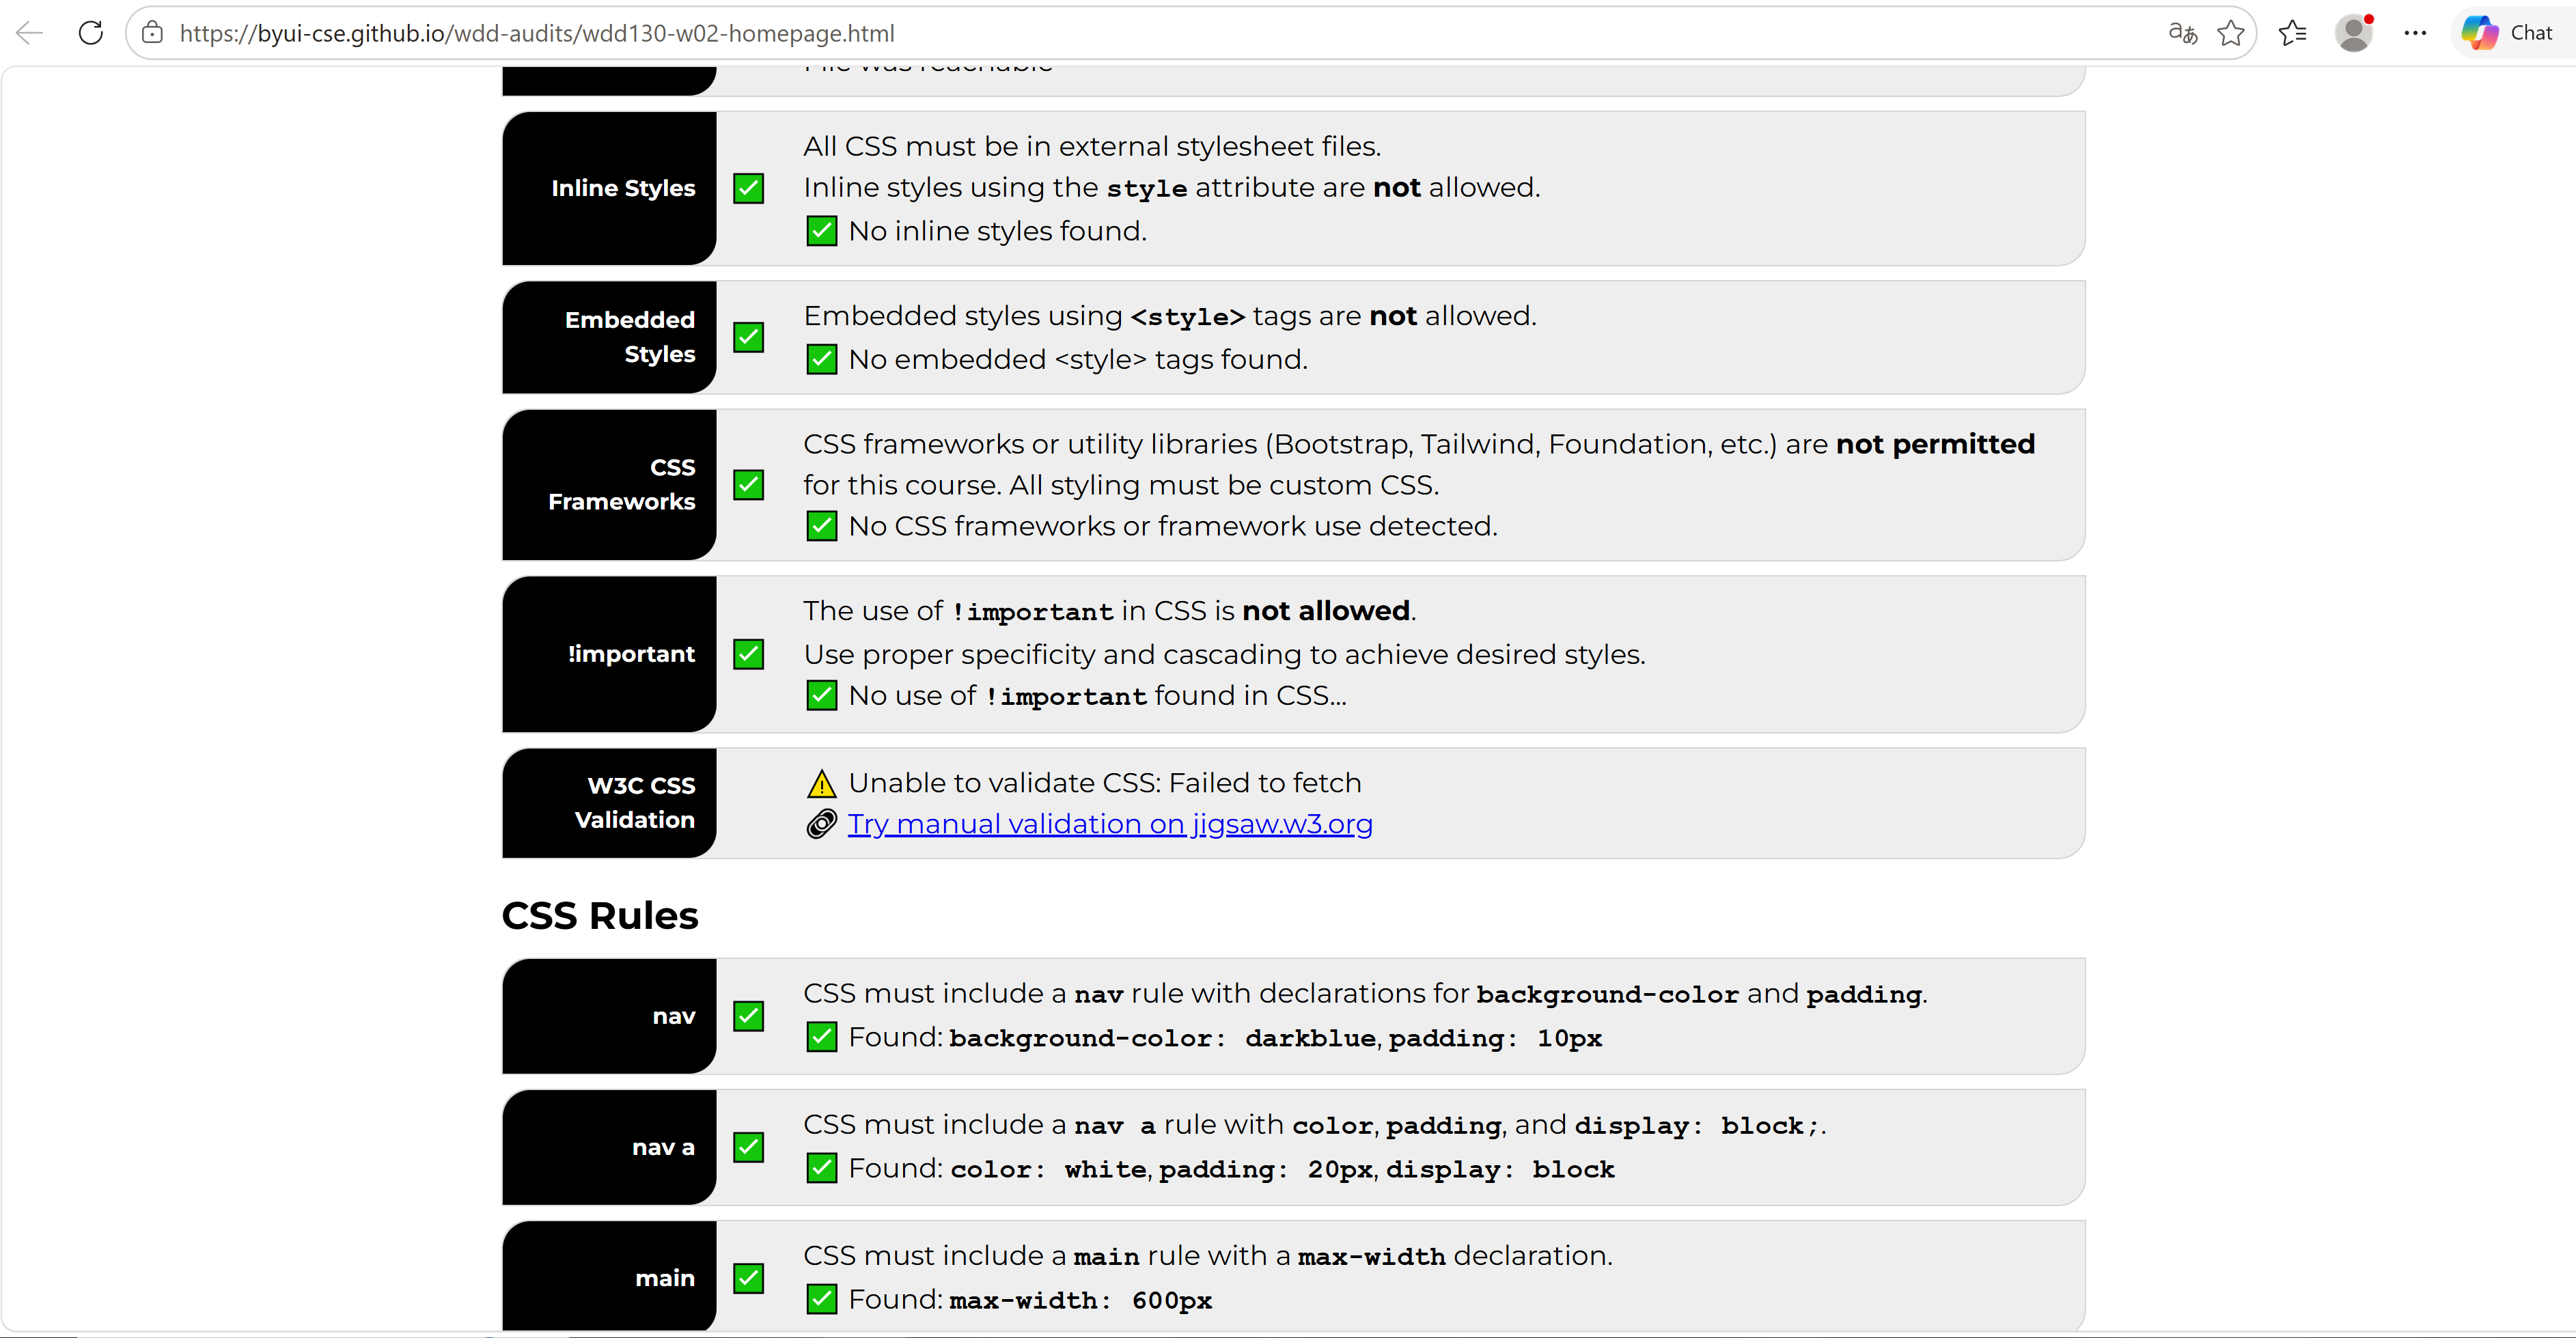 https://byui-cse.github.io/wdd-audits/wdd130-w02-homepage.html
Chat
File was reachable
Inline Styles
All CSS must be in external stylesheet files.
Inline styles using the style attribute are not allowed.
No inline styles found.
Embedded
Styles
Embedded styles using <style> tags are not allowed.
No embedded <style> tags found.
CSS
Frameworks
CSS frameworks or utility libraries (Bootstrap, Tailwind, Foundation, etc.) are not permitted
for this course. All styling must be custom CSS.
No CSS frameworks or framework use detected.
!important
The use of !important in CSS is not allowed.
Use proper specificity and cascading to achieve desired styles.
No use of !important found in CSS...
W3C CSS
Validation
Unable to validate CSS: Failed to fetch
Try manual validation on jigsaw.w3.org
CSS Rules
nav
CSS must include a nav rule with declarations for background-color and padding.
Found: background-color: darkblue, padding: 10px
nav a
CSS must include a nav a rule with color, padding, and display: block;.
Found: color: white, padding: 20px, display: block
main
CSS must include a main rule with a max-width declaration.
Found: max-width: 600px